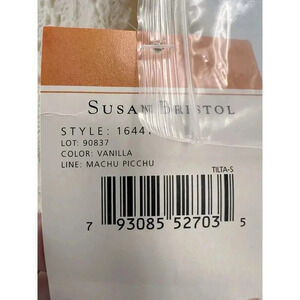 SUSAN BRISTOL
STYLE: 1644
LOT: 90837
COLOR: VANILLA
LINE: MACHU PICCHU
TILTA-S
7 93085 52703 5